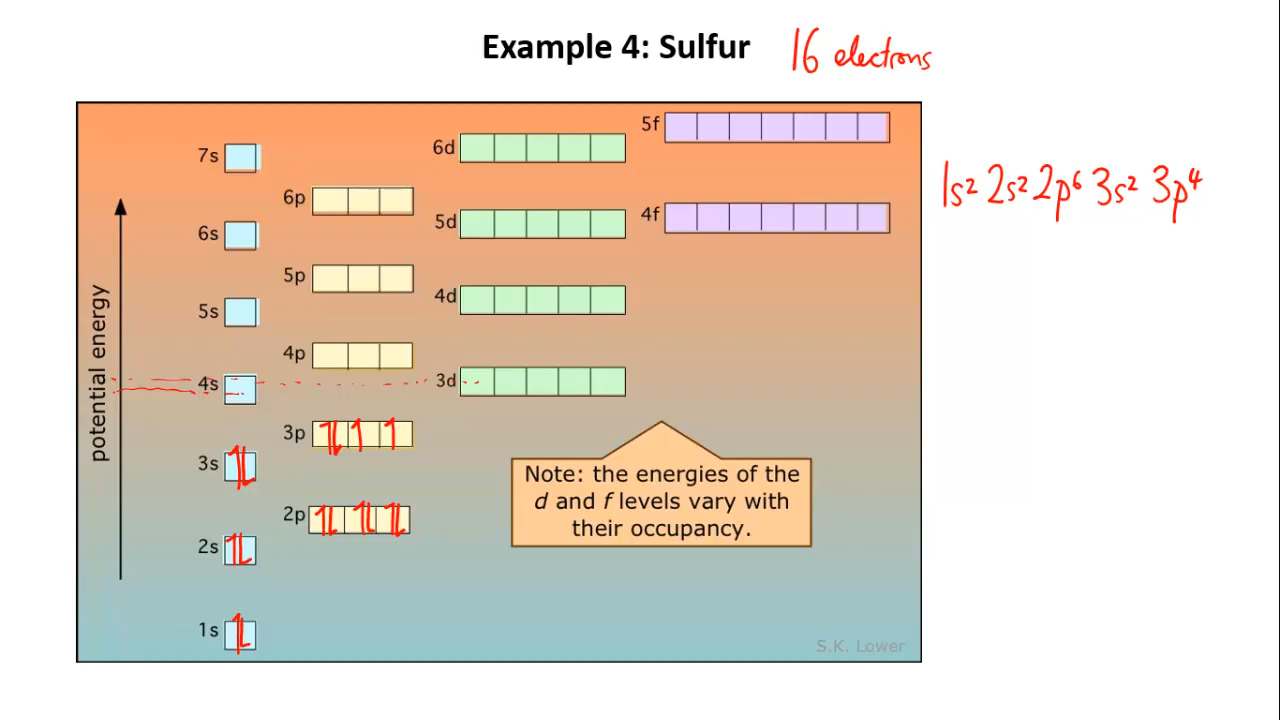 Example 4: Sulfur 16 electrons
5f
6d
7s
1s² 2s² 2p⁶ 3s² 3p⁴
6p
4f
5d
6s
5p
4d
5s
4p
4s
3d
potential energy
3p
3s
Note: the energies of the
d and f levels vary with
their occupancy.
2p
2s
1s
S.K. Lower